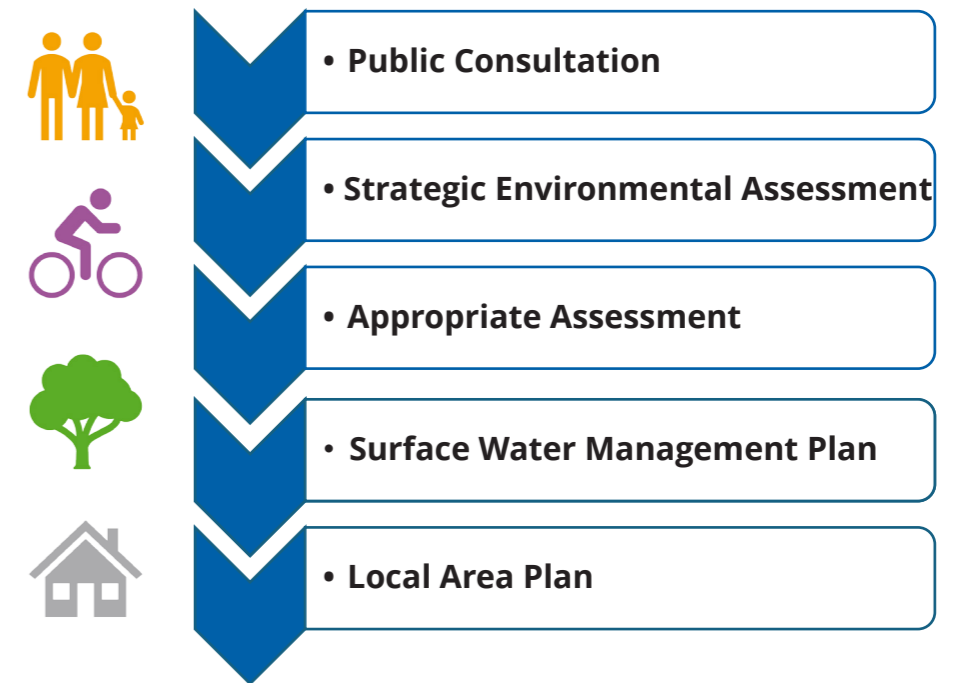 • Public Consultation
• Strategic Environmental Assessment
• Appropriate Assessment
• Surface Water Management Plan
• Local Area Plan